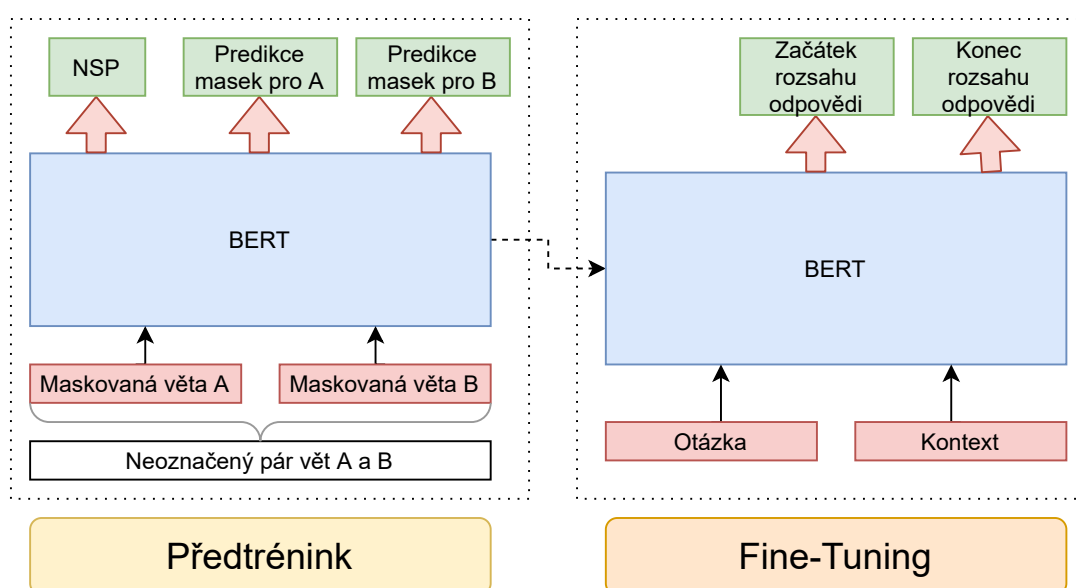 NSP
Predikce
masek pro A
Predikce
masek pro B
BERT
Maskovaná věta A
Maskovaná věta B
Neoznačený pár vět A a B
Předtrénink
Začátek
rozsahu
odpovědi
Konec
rozsahu
odpovědi
BERT
Otázka
Kontext
Fine-Tuning